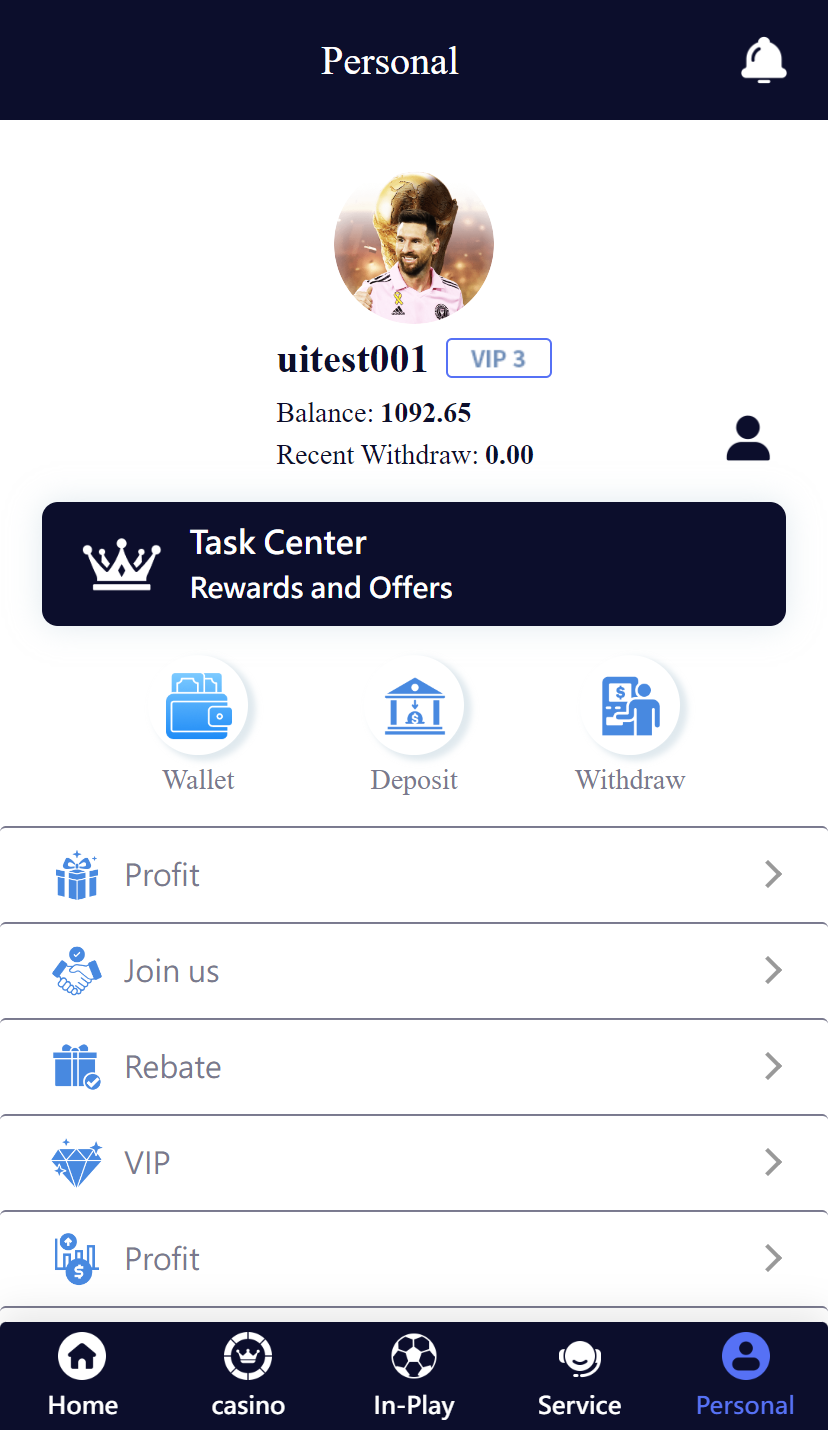 Personal
uitest001 VIP 3
Balance: 1092.65
Recent Withdraw: 0.00
Task Center
Rewards and Offers
Wallet Deposit Withdraw
Profit
Join us
Rebate
VIP
Profit
Home casino In-Play Service Personal